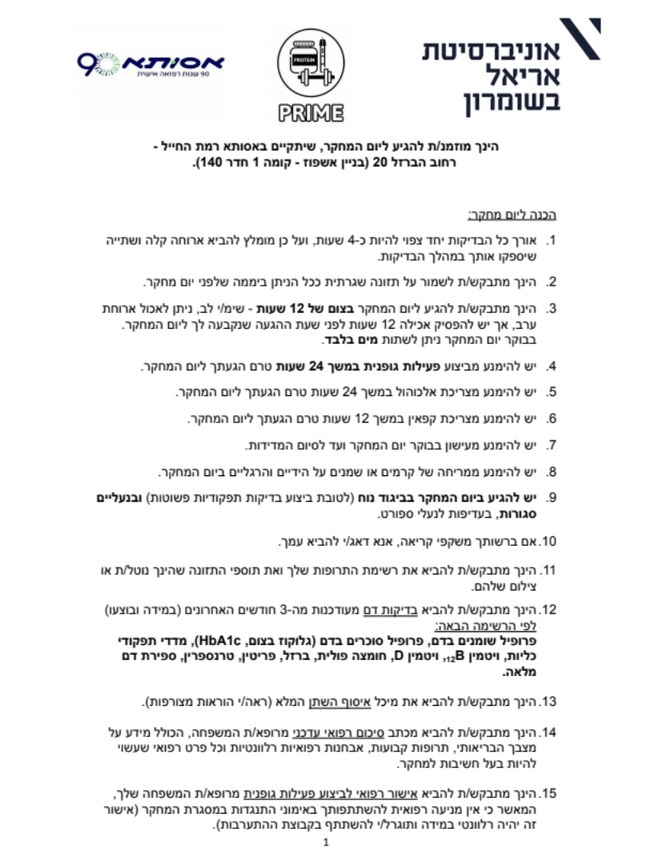 אסותא 90
90 שנות רפואה אישית
PROTEIN
PRIME
אוניברסיטת
אריאל
בשומרון
הינך מוזמנ/ת להגיע ליום המחקר, שיתקיים באסותא רמת החייל -
רחוב הברזל 20 (בניין אשפוז - קומה 1 חדר 140).
הכנה ליום מחקר:
1. אורך כל הבדיקות יחד צפוי להיות כ-4 שעות, ועל כן מומלץ להביא ארוחה קלה ושתייה
שיספקו אותך במהלך הבדיקות.
2. הינך מתבקש/ת לשמור על תזונה שגרתית ככל הניתן ביממה שלפני יום מחקר.
3. הינך מתבקש/ת להגיע ליום המחקר בצום של 12 שעות - שימ/י לב, ניתן לאכול ארוחת
ערב, אך יש להפסיק אכילה 12 שעות לפני שעת ההגעה שנקבעה לך ליום המחקר.
בבוקר יום המחקר ניתן לשתות מים בלבד.
4. יש להימנע מביצוע פעילות גופנית במשך 24 שעות טרם הגעתך ליום המחקר.
5. יש להימנע מצריכת אלכוהול במשך 24 שעות טרם הגעתך ליום המחקר.
6. יש להימנע מצריכת קפאין במשך 12 שעות טרם הגעתך ליום המחקר.
7. יש להימנע מעישון בבוקר יום המחקר ועד לסיום המדידות.
8. יש להימנע ממריחה של קרמים או שמנים על הידיים והרגליים ביום המחקר.
9. יש להגיע ביום המחקר בביגוד נוח (לטובת ביצוע בדיקות תפקודיות פשוטות) ובנעליים
סגורות, בעדיפות לנעלי ספורט.
10. אם ברשותך משקפי קריאה, אנא דאג/י להביא עמך.
11. הינך מתבקש/ת להביא את רשימת התרופות שלך ואת תוספי התזונה שהינך נוטל/ת או
צילום שלהם.
12. הינך מתבקש/ת להביא בדיקות דם מעודכנות מה-3 חודשים האחרונים (במידה ובוצעו)
לפי הרשימה הבאה:
פרופיל שומנים בדם, פרופיל סוכרים בדם (גלוקוז בצום, HbA1c), מדדי תפקודי
כליות, ויטמין B12, ויטמין D, חומצה פולית, ברזל, פריטין, טרנספרין, ספירת דם
מלאה.
13. הינך מתבקש/ת להביא את מיכל איסוף השתן המלא (ראה/י הוראות מצורפות).
14. הינך מתבקש/ת להביא מכתב סיכום רפואי עדכני מרופא/ת המשפחה, הכולל מידע על
מצבך הבריאותי, תרופות קבועות, אבחנות רפואיות רלוונטיות וכל פרט רפואי שעשוי
להיות בעל חשיבות למחקר.
15. הינך מתבקש/ת להביא אישור רפואי לביצוע פעילות גופנית מרופא/ת המשפחה שלך,
המאשר כי אין מניעה רפואית להשתתפותך באימוני התנגדות במסגרת המחקר (אישור
זה יהיה רלוונטי במידה ותוגרל/י להשתתף בקבוצת ההתערבות).
1